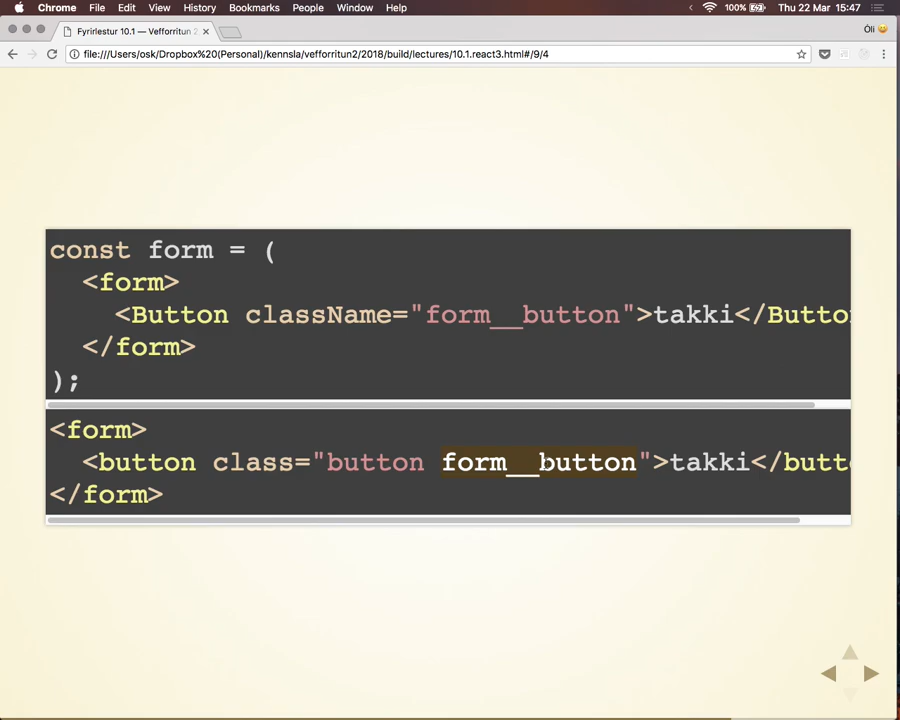 Chrome File Edit View History Bookmarks People Window Help 100% Thu 22 Mar 15:47
Fyrirlestur 10.1 — Vefforritun 2 Óli
file:///Users/osk/Dropbox%20(Personal)/kennsla/vefforritun2/2018/build/lectures/10.1.react3.html#/9/4
const form = (
<form>
<Button className="form__button">takki</Butto
</form>
);
<form>
<button class="button form__button">takki</butt
</form>